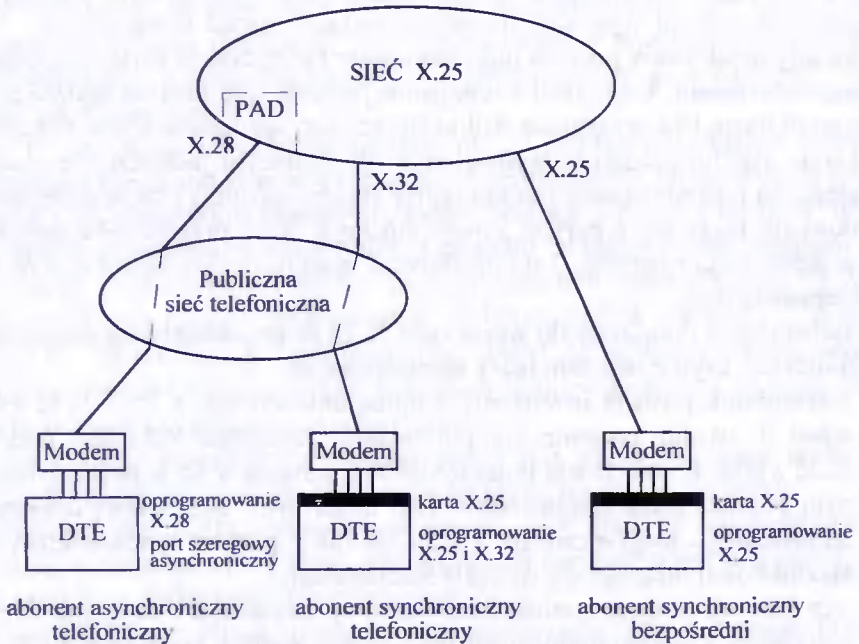 SIEĆ X.25
PAD
X.28
X.32
X.25
Publiczna
sieć telefoniczna
Modem
DTE
oprogramowanie
X.28
port szeregowy
asynchroniczny
abonent asynchroniczny
telefoniczny
Modem
DTE
karta X.25
oprogramowanie
X.25 i X.32
abonent synchroniczny
telefoniczny
Modem
DTE
karta X.25
oprogramowanie
X.25
abonent synchroniczny
bezpośredni